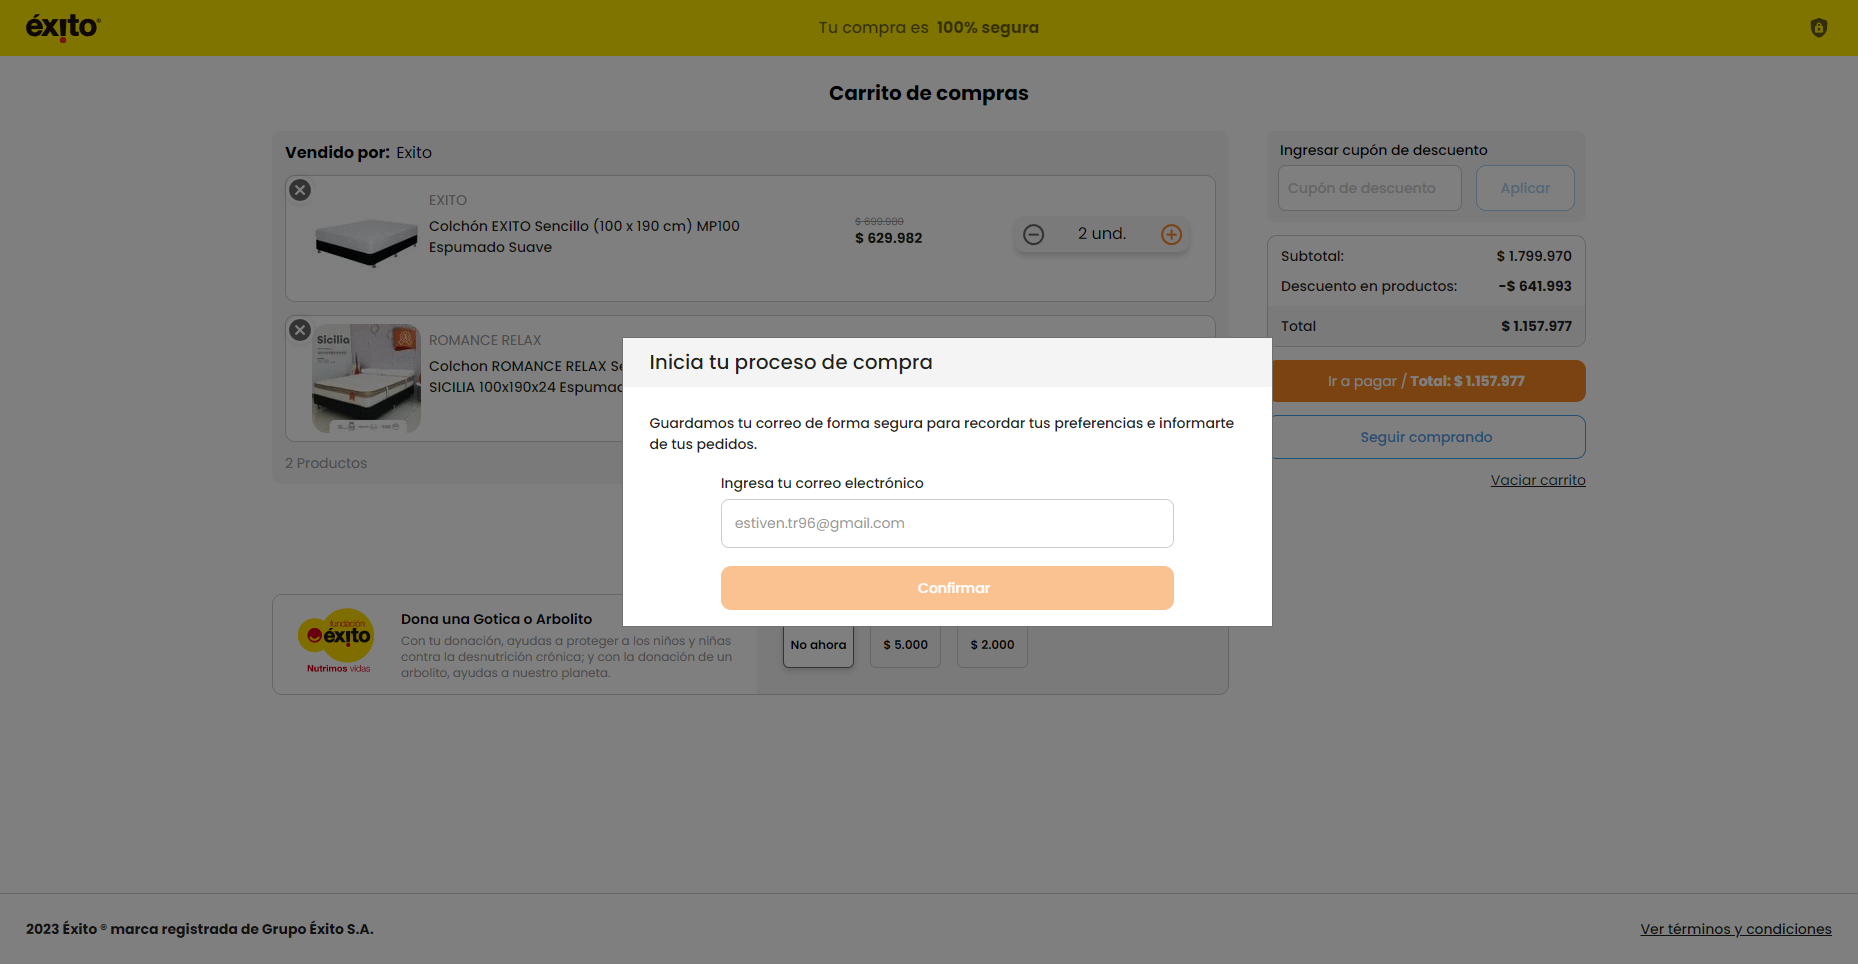 éxito
Tu compra es 100% segura
Carrito de compras
Vendido por: Exito
EXITO
Colchón EXITO Sencillo (100 x 190 cm) MP100
Espumado Suave
$ 699.980
$ 629.982
2 und.
Sicilia
ROMANCE RELAX
Colchon ROMANCE RELAX Se
SICILIA 100x190x24 Espumad
2 Productos
Ingresar cupón de descuento
Cupón de descuento
Aplicar
Subtotal: $ 1.799.970
Descuento en productos: -$ 641.993
Total $ 1.157.977
Ir a pagar / Total: $ 1.157.977
Seguir comprando
Vaciar carrito
Inicia tu proceso de compra
Guardamos tu correo de forma segura para recordar tus preferencias e informarte
de tus pedidos.
Ingresa tu correo electrónico
estiven.tr96@gmail.com
Confirmar
fundación
éxito
Nutrimos vidas
Dona una Gotica o Arbolito
Con tu donación, ayudas a proteger a los niños y niñas
contra la desnutrición crónica; y con la donación de un
arbolito, ayudas a nuestro planeta.
No ahora
$ 5.000
$ 2.000
2023 Éxito ® marca registrada de Grupo Éxito S.A.
Ver términos y condiciones